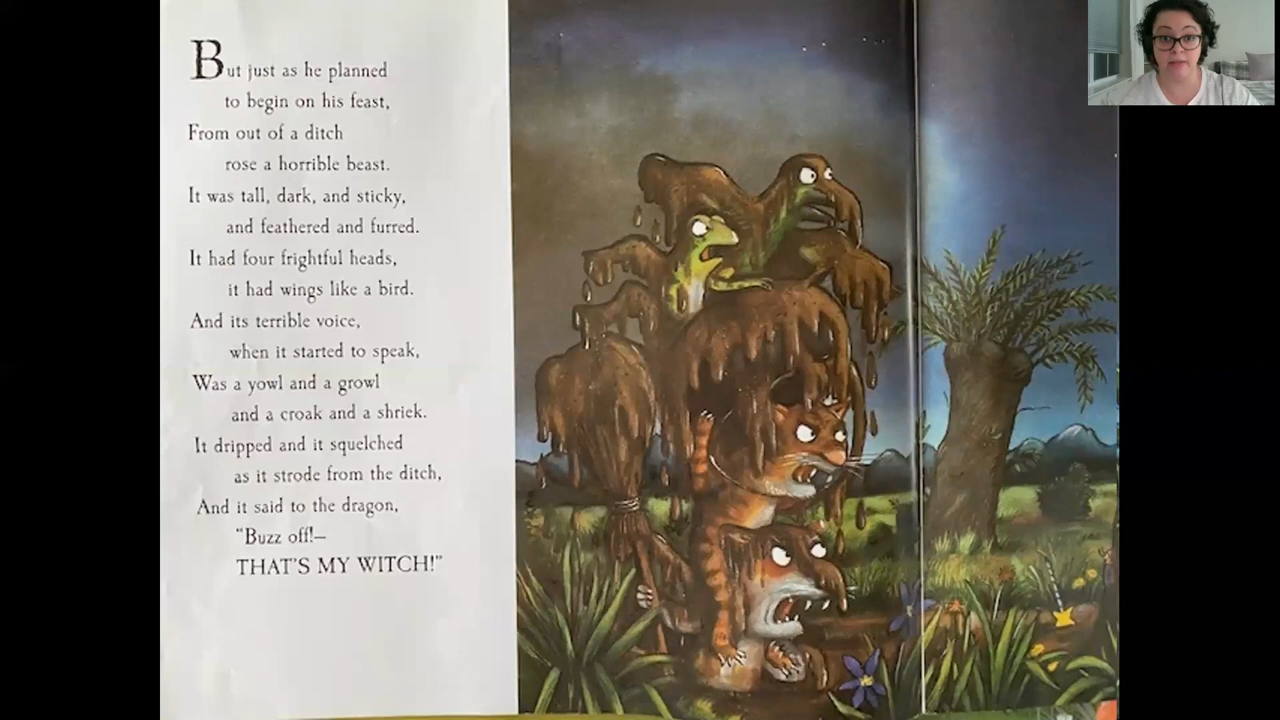 But just as he planned
to begin on his feast,
From out of a ditch
rose a horrible beast.
It was tall, dark, and sticky,
and feathered and furred.
It had four frightful heads,
it had wings like a bird.
And its terrible voice,
when it started to speak,
Was a yowl and a growl
and a croak and a shriek.
It dripped and it squelched
as it strode from the ditch,
And it said to the dragon,
"Buzz off!—
THAT'S MY WITCH!"